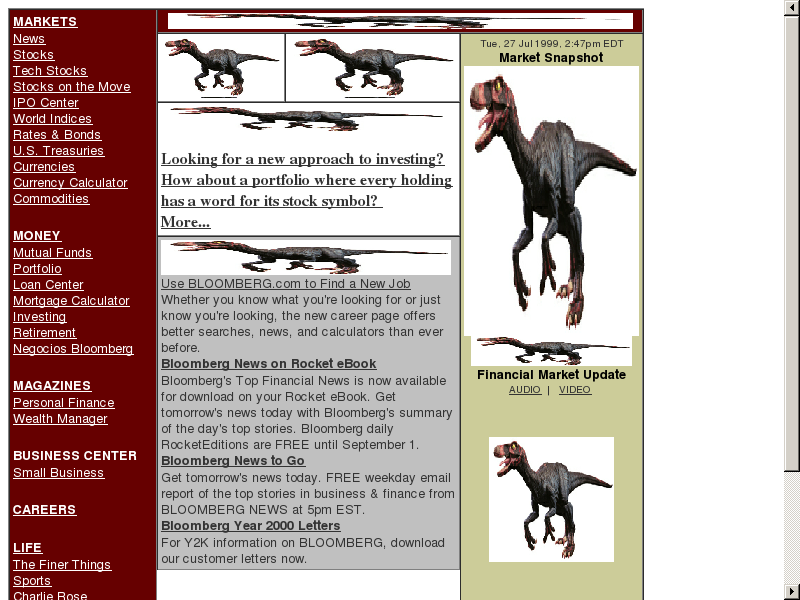 MARKETS
News
Stocks
Tech Stocks
Stocks on the Move
IPO Center
World Indices
Rates & Bonds
U.S. Treasuries
Currencies
Currency Calculator
Commodities
MONEY
Mutual Funds
Portfolio
Loan Center
Mortgage Calculator
Investing
Retirement
Negocios Bloomberg
MAGAZINES
Personal Finance
Wealth Manager
BUSINESS CENTER
Small Business
CAREERS
LIFE
The Finer Things
Sports
Charlie Rose
Looking for a new approach to investing?
How about a portfolio where every holding
has a word for its stock symbol?
More...
Use BLOOMBERG.com to Find a New Job
Whether you know what you're looking for or just
know you're looking, the new career page offers
better searches, news, and calculators than ever
before.
Bloomberg News on Rocket eBook
Bloomberg's Top Financial News is now available
for download on your Rocket eBook. Get
tomorrow's news today with Bloomberg's summary
of the day's top stories. Bloomberg daily
RocketEditions are FREE until September 1.
Bloomberg News to Go
Get tomorrow's news today. FREE weekday email
report of the top stories in business & finance from
BLOOMBERG NEWS at 5pm EST.
Bloomberg Year 2000 Letters
For Y2K information on BLOOMBERG, download
our customer letters now.
Tue, 27 Jul 1999, 2:47pm EDT
Market Snapshot
Financial Market Update
AUDIO | VIDEO